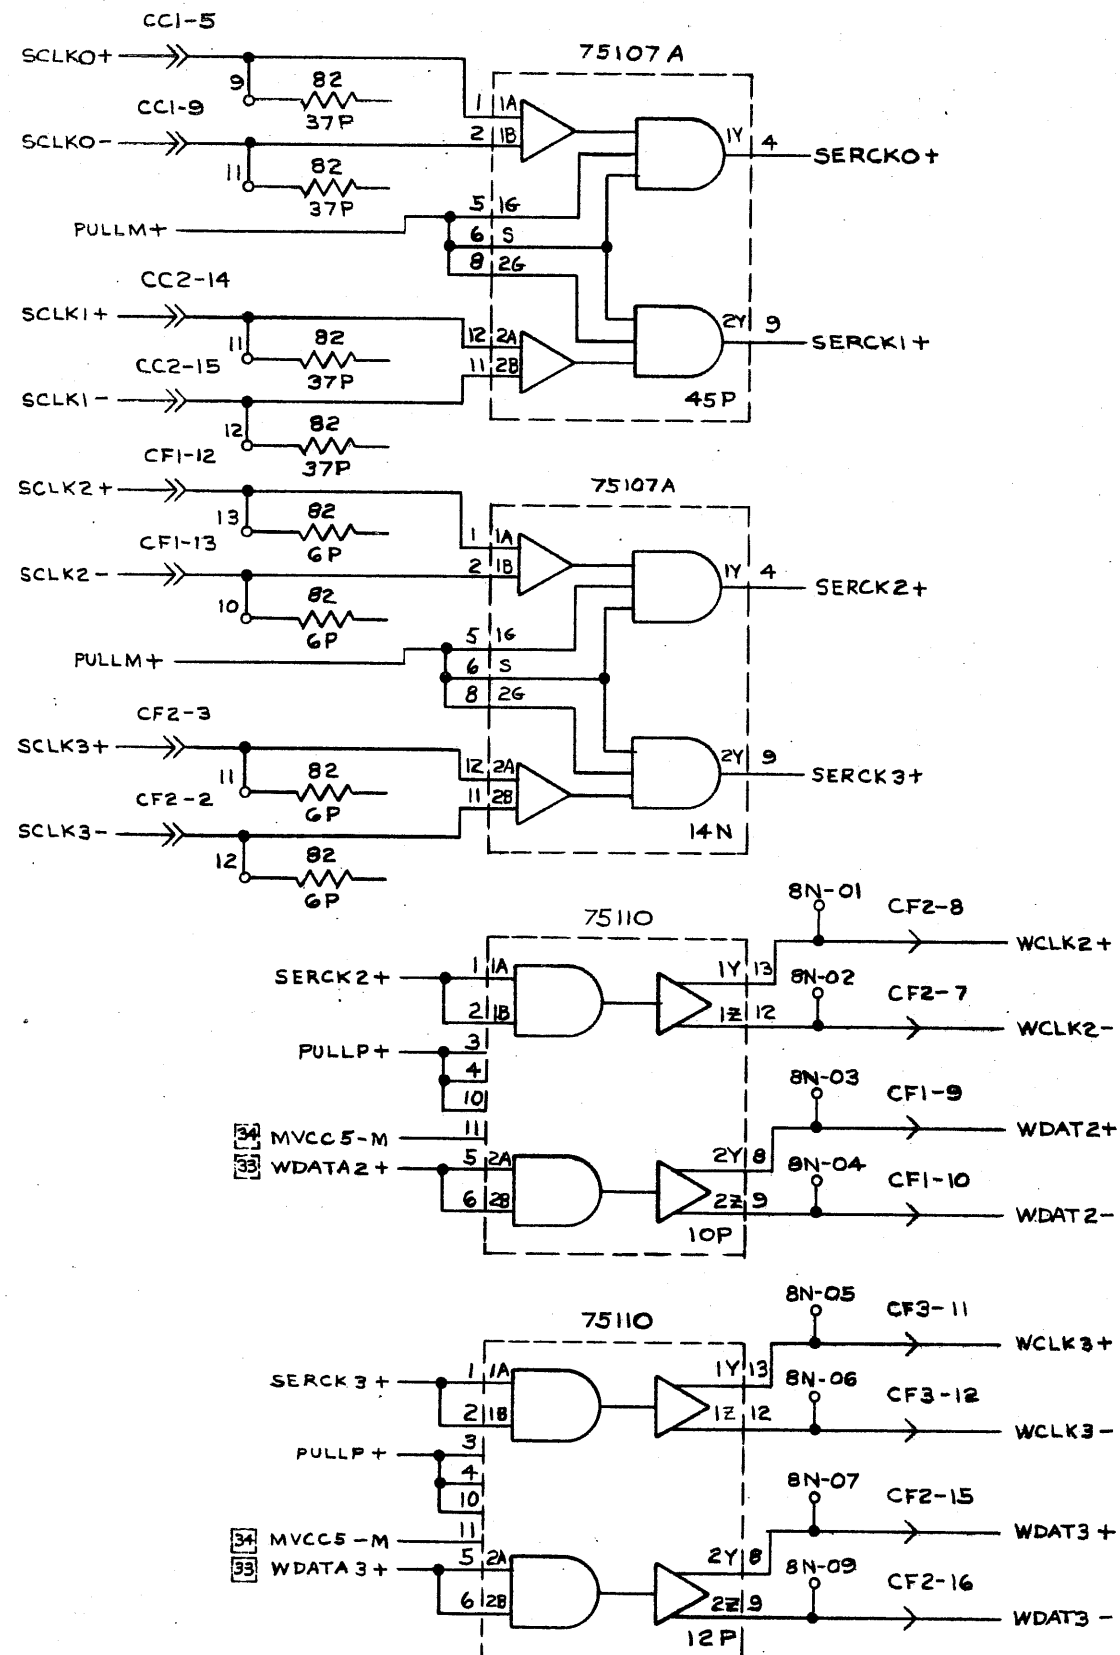 CC1-5
SCLK0+
9
82
37P
CC1-9
SCLK0-
11
82
37P
PULLM+
75107A
1 1A
2 1B
5 1G
6 S
8 2G
1Y 4
SERCK0+
CC2-14
SCLK1+
11
82
37P
CC2-15
SCLK1-
12
82
37P
12 2A
11 2B
2Y 9
SERCK1+
45P
CF1-12
SCLK2+
13
82
6P
CF1-13
SCLK2-
10
82
6P
PULLM+
75107A
1 1A
2 1B
5 1G
6 S
8 2G
1Y 4
SERCK2+
CF2-3
SCLK3+
11
82
6P
CF2-2
SCLK3-
12
82
6P
12 2A
11 2B
2Y 9
SERCK3+
14N
75110
SERCK2+
1 1A
2 1B
PULLP+
3
4
10
34 MVCC5-M
11
33 WDATA2+
5 2A
6 2B
1Y 13
8N-01
CF2-8
WCLK2+
1Z 12
8N-02
CF2-7
WCLK2-
2Y 8
8N-03
CF1-9
WDAT2+
2Z 9
8N-04
CF1-10
WDAT2-
10P
75110
SERCK3+
1 1A
2 1B
PULLP+
3
4
10
34 MVCC5-M
11
33 WDATA3+
5 2A
6 2B
1Y 13
8N-05
CF3-11
WCLK3+
1Z 12
8N-06
CF3-12
WCLK3-
2Y 8
8N-07
CF2-15
WDAT3+
2Z 9
8N-09
CF2-16
WDAT3-
12P